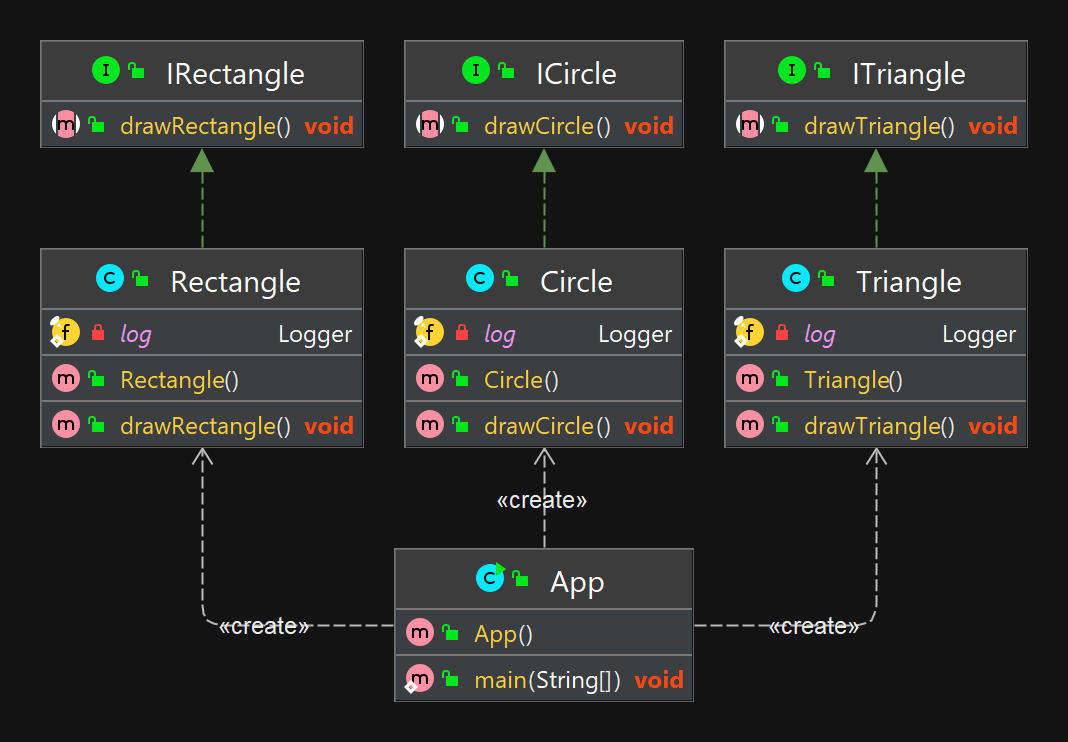 I IRectangle
m drawRectangle() void
I ICircle
m drawCircle() void
I ITriangle
m drawTriangle() void
C Rectangle
f log Logger
m Rectangle()
m drawRectangle() void
C Circle
f log Logger
m Circle()
m drawCircle() void
C Triangle
f log Logger
m Triangle()
m drawTriangle() void
«create»
C App
m App()
m main(String[]) void
«create»
«create»